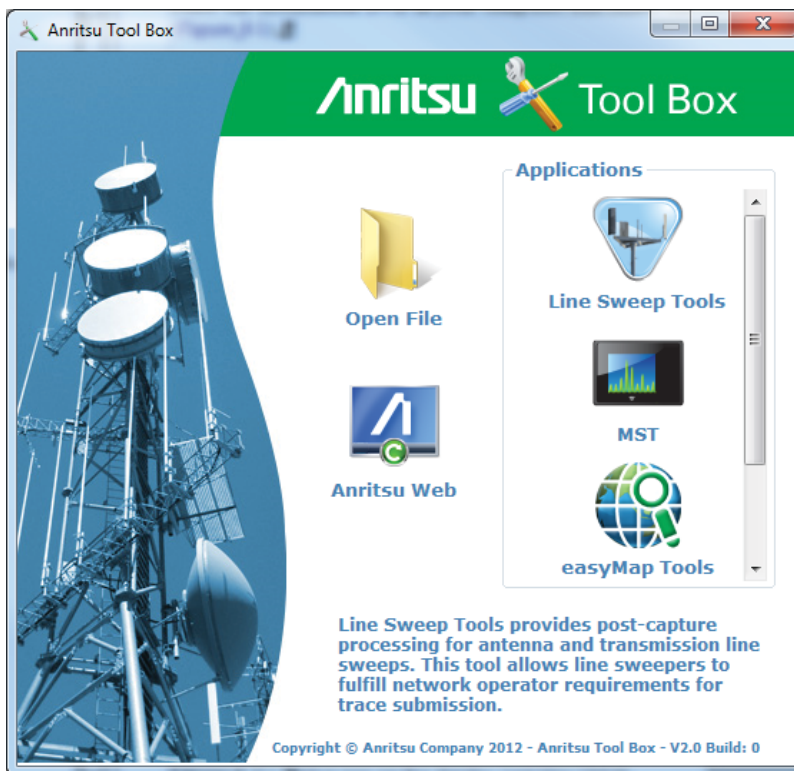 Anritsu Tool Box
Anritsu Tool Box
Applications
Open File
Line Sweep Tools
MST
Anritsu Web
easyMap Tools
Line Sweep Tools provides post-capture
processing for antenna and transmission line
sweeps. This tool allows line sweepers to
fulfill network operator requirements for
trace submission.
Copyright © Anritsu Company 2012 - Anritsu Tool Box - V2.0 Build: 0